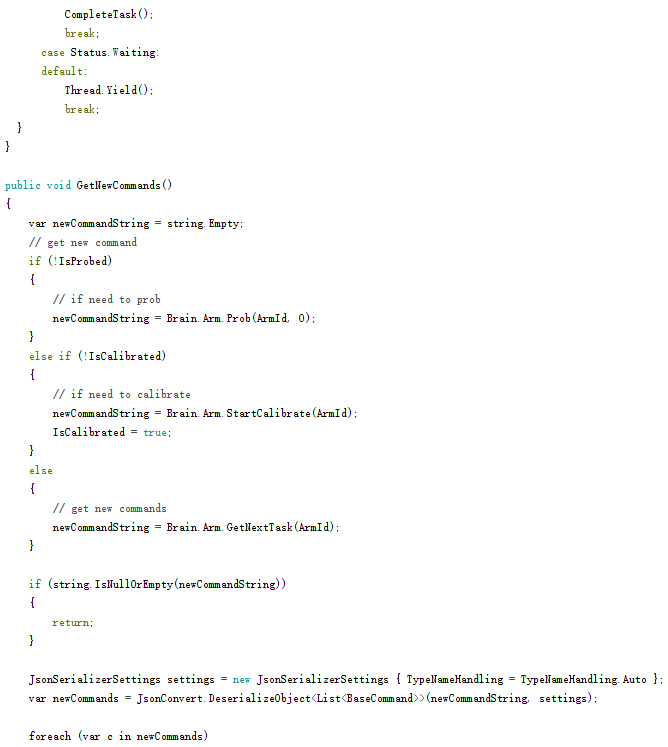 CompleteTask();
break;
case Status.Waiting:
default:
Thread.Yield();
break;
}
}
public void GetNewCommands()
{
var newCommandString = string.Empty;
// get new command
if (!IsProbed)
{
// if need to prob
newCommandString = Brain.Arm.Prob(ArmId, 0);
}
else if (!IsCalibrated)
{
// if need to calibrate
newCommandString = Brain.Arm.StartCalibrate(ArmId);
IsCalibrated = true;
}
else
{
// get new commands
newCommandString = Brain.Arm.GetNextTask(ArmId);
}
if (string.IsNullOrEmpty(newCommandString))
{
return;
}
JsonSerializerSettings settings = new JsonSerializerSettings { TypeNameHandling = TypeNameHandling.Auto };
var newCommands = JsonConvert.DeserializeObject<List<BaseCommand>>(newCommandString, settings);
foreach (var c in newCommands)